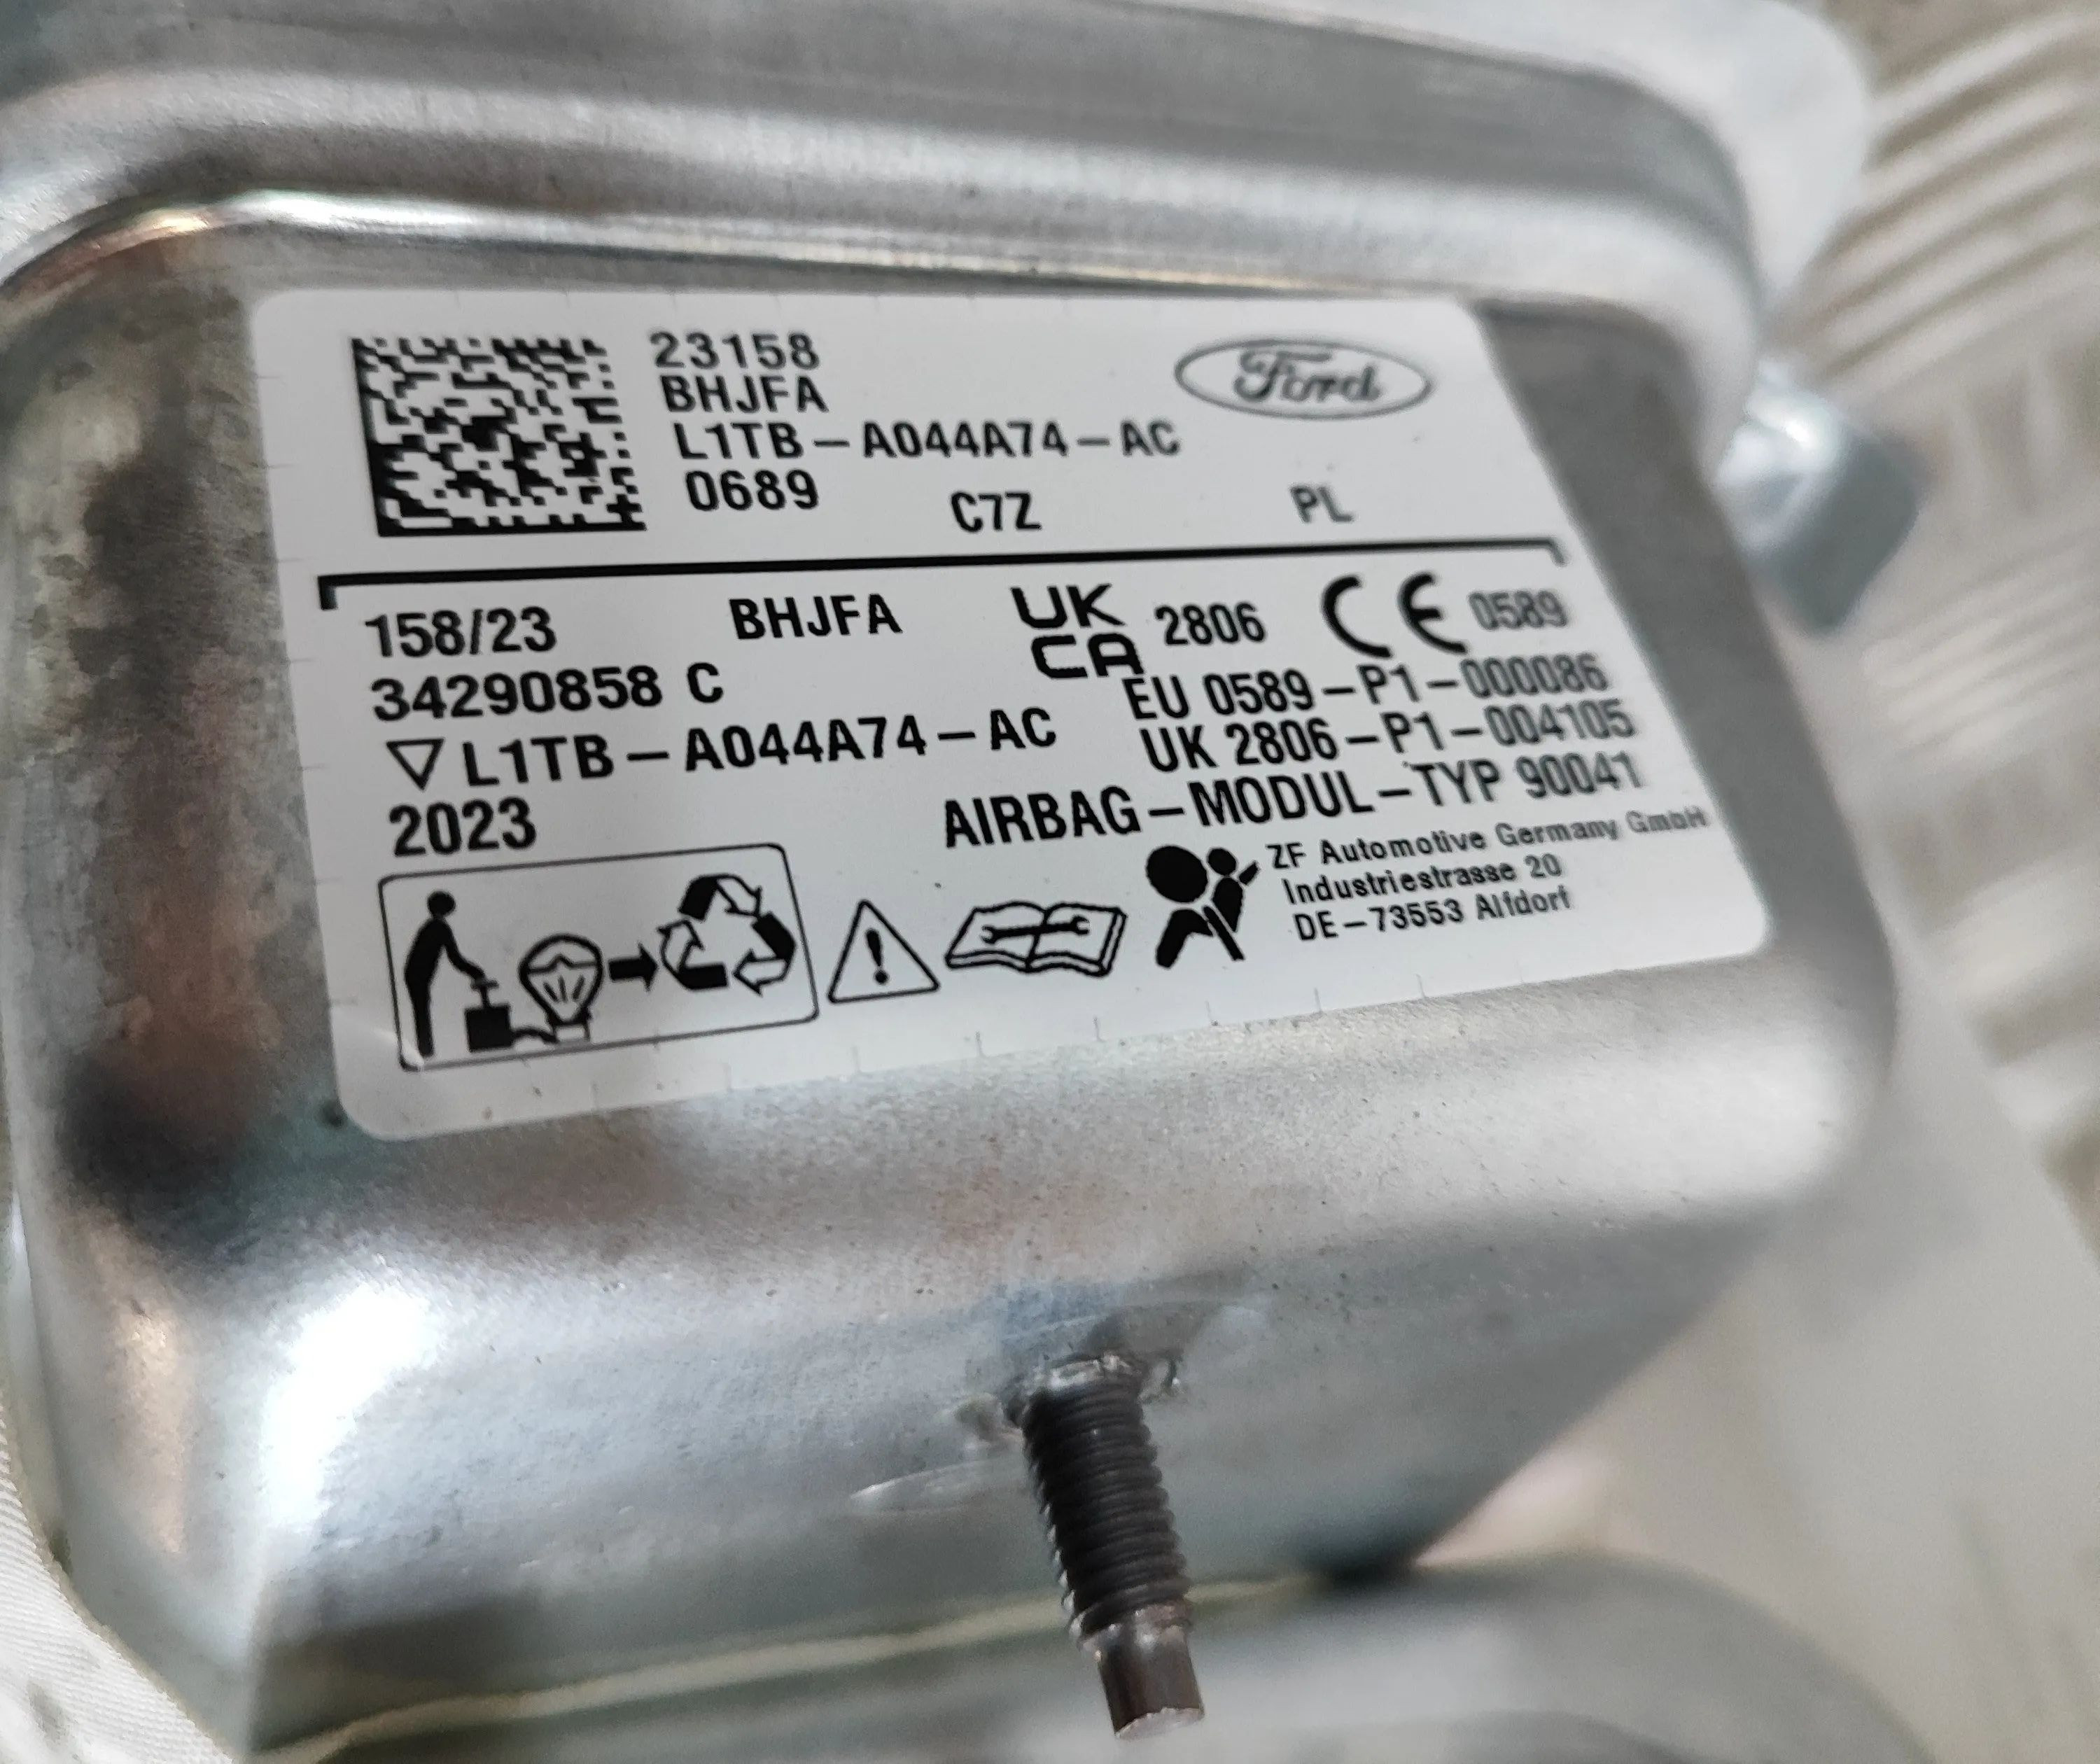 23158
BHJFA
Ford
L1TB-A044A74-AC
0689 C7Z PL
158/23 BHJFA UK CA 2806 CE 0589
34290858 C EU 0589-P1-000086
L1TB-A044A74-AC UK 2806-P1-004105
2023 AIRBAG-MODUL-TYP 90041
ZF Automotive Germany GmbH
Industriestrasse 20
DE-73553 Alfdorf